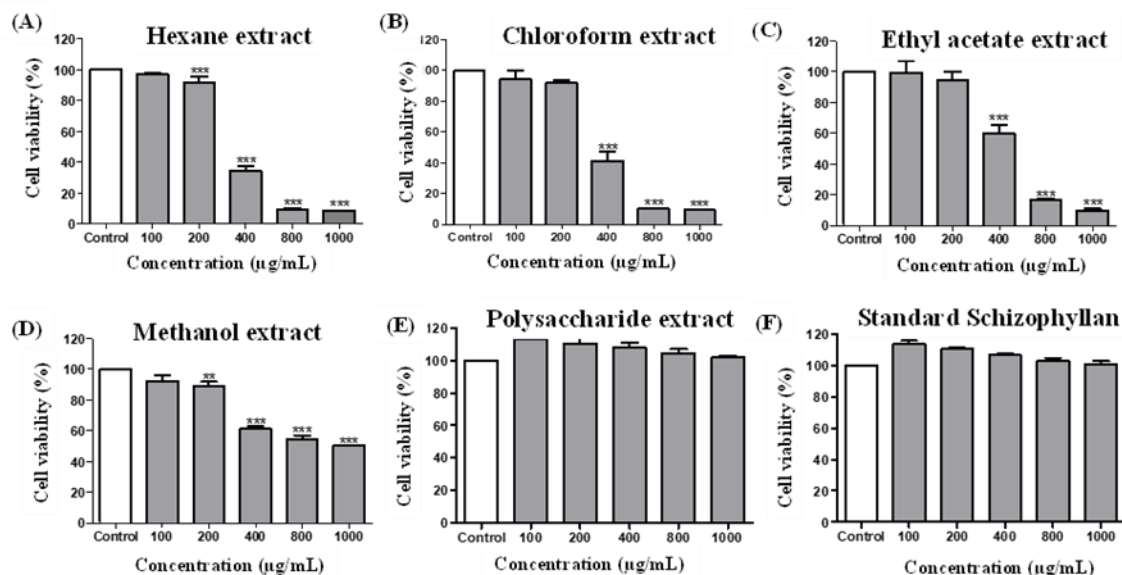 (A)
Hexane extract
Cell viability (%)
120
100
80
60
40
20
0
***
***
***
***
Control 100 200 400 800 1000
Concentration (µg/mL)
(B)
Chloroform extract
Cell viability (%)
120
100
80
60
40
20
0
***
***
***
Control 100 200 400 800 1000
Concentration (µg/mL)
(C)
Ethyl acetate extract
Cell viability (%)
120
100
80
60
40
20
0
***
***
***
Control 100 200 400 800 1000
Concentration (µg/mL)
(D)
Methanol extract
Cell viability (%)
120
100
80
60
40
20
0
**
***
***
***
Control 100 200 400 800 1000
Concentration (µg/mL)
(E)
Polysaccharide extract
Cell viability (%)
120
100
80
60
40
20
0
Control 100 200 400 800 1000
Concentration (µg/mL)
(F)
Standard Schizophyllan
Cell viability (%)
120
100
80
60
40
20
0
Control 100 200 400 800 1000
Concentration (µg/mL)